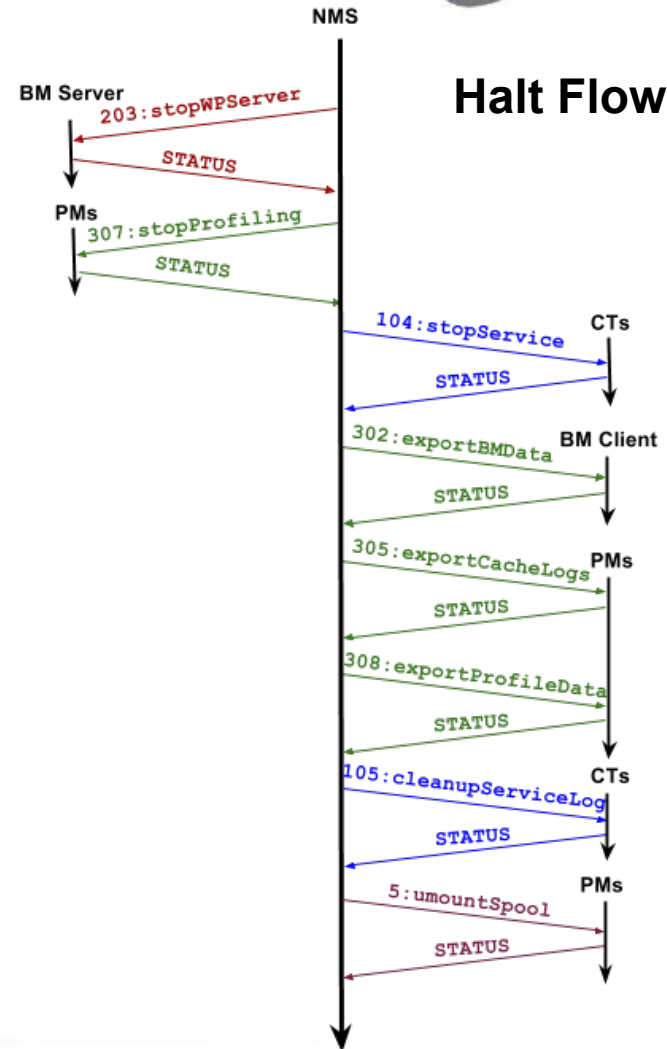 NMS
Halt Flow
BM Server
203:stopWPServer
STATUS
PMs
307:stopProfiling
STATUS
104:stopService
CTs
STATUS
302:exportBMData
BM Client
STATUS
305:exportCacheLogs
PMs
STATUS
308:exportProfileData
STATUS
CTs
105:cleanupServiceLog
STATUS
PMs
5:umountSpool
STATUS